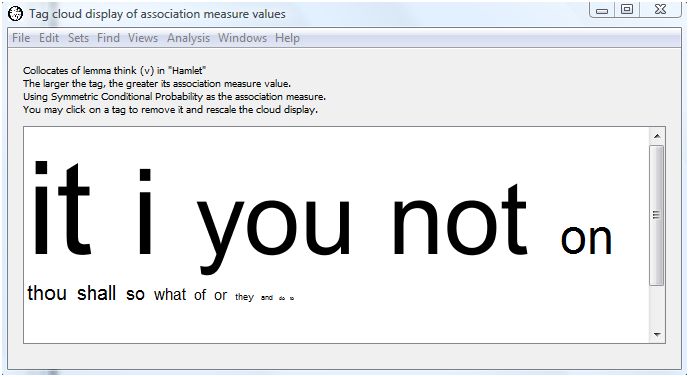 Tag cloud display of association measure values
File Edit Sets Find Views Analysis Windows Help
Collocates of lemma think (v) in "Hamlet"
The larger the tag, the greater its association measure value.
Using Symmetric Conditional Probability as the association measure.
You may click on a tag to remove it and rescale the cloud display.
it i you not on
thou shall so what of or they and do to